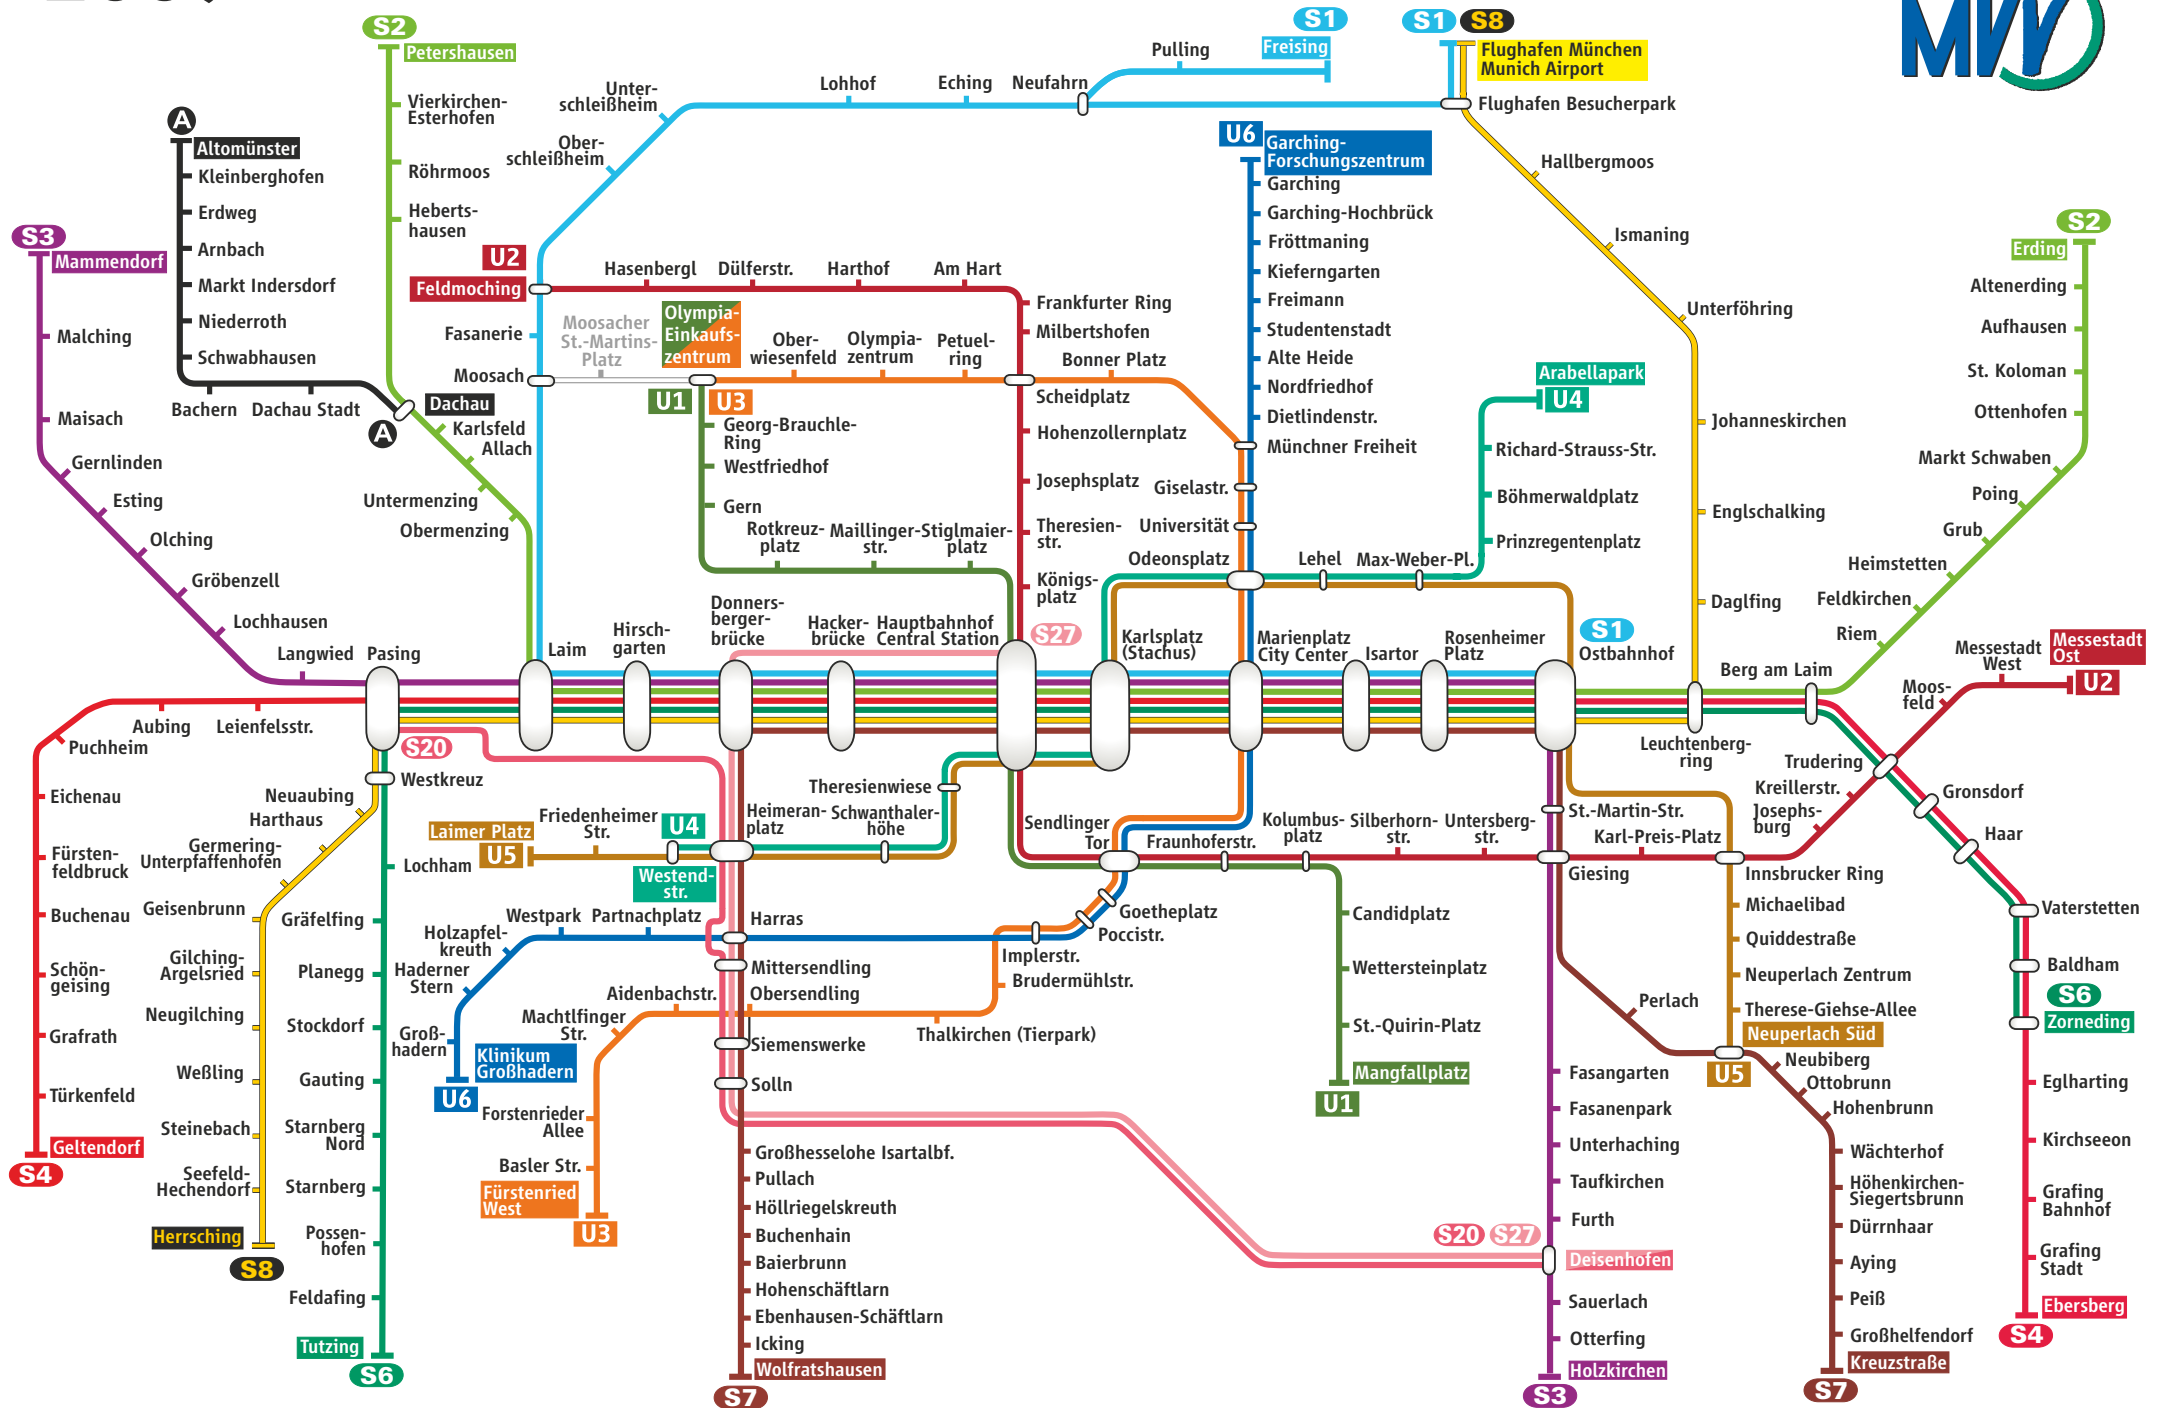 S2
Petershausen
Vierkirchen-
Esterhofen
Röhrmoos
Heberts-
hausen
A
Altomünster
Kleinberghofen
Erdweg
Arnbach
Markt Indersdorf
Niederroth
Schwabhausen
Bachern
Dachau Stadt
Dachau
A
Karlsfeld
Allach
Untermenzing
Obermenzing
S3
Mammendorf
Malching
Maisach
Gernlinden
Esting
Olching
Gröbenzell
Lochhausen
Langwied
Pasing
S1
Freising
Pulling
Neufahrn
Eching
Lohhof
Unter-
schleißheim
Ober-
schleißheim
S1
S8
Flughafen München
Munich Airport
Flughafen Besucherpark
MVV
Hallbergmoos
Ismaning
Unterföhring
Johanneskirchen
Englschalking
Daglfing
U2
Feldmoching
Hasenbergl
Dülferstr.
Harthof
Am Hart
Frankfurter Ring
Milbertshofen
Fasanerie
Moosach
Moosacher
St.-Martins-
Platz
Olympia-
Einkaufs-
zentrum
U1
U3
Ober-
wiesenfeld
Olympia-
zentrum
Petuel-
ring
Bonner Platz
Scheidplatz
Hohenzollernplatz
Josephsplatz
Theresien-
str.
Königs-
platz
Georg-Brauchle-
Ring
Westfriedhof
Gern
Rotkreuz-
platz
Maillinger-
str.
Stiglmaier-
platz
U6
Garching-
Forschungszentrum
Garching
Garching-Hochbrück
Fröttmaning
Kieferngarten
Freimann
Studentenstadt
Alte Heide
Nordfriedhof
Dietlindenstr.
Münchner Freiheit
Giselastr.
Universität
Odeonsplatz
Lehel
Max-Weber-Pl.
Arabellapark
U4
Richard-Strauss-Str.
Böhmerwaldplatz
Prinzregentenplatz
S2
Erding
Altenerding
Aufhausen
St. Koloman
Ottenhofen
Markt Schwaben
Poing
Grub
Heimstetten
Feldkirchen
Riem
Berg am Laim
Laim
Hirsch-
garten
Donners-
berger-
brücke
Hacker-
brücke
Hauptbahnhof
Central Station
S27
Karlsplatz
(Stachus)
Marienplatz
City Center
Isartor
Rosenheimer
Platz
S1
Ostbahnhof
Leuchtenberg-
ring
Messestadt
West
Messestadt
Ost
U2
Moos-
feld
Trudering
Kreillerstr.
Josephs-
burg
Gronsdorf
Haar
Vaterstetten
Baldham
S6
Zorneding
Eglharting
Kirchseeon
Grafing
Bahnhof
Grafing
Stadt
Ebersberg
S4
Aubing
Leienfelsstr.
Puchheim
Eichenau
Fürsten-
feldbruck
Buchenau
Schön-
geising
Grafrath
Türkenfeld
Geltendorf
S4
S20
Westkreuz
Neuaubing
Harthaus
Germering-
Unterpfaffenhofen
Geisenbrunn
Gilching-
Argelsried
Neugilching
Weßling
Steinebach
Seefeld-
Hechendorf
Herrsching
S8
Lochham
Gräfelfing
Planegg
Stockdorf
Gauting
Starnberg
Nord
Starnberg
Possen-
hofen
Feldafing
Tutzing
S6
Laimer Platz
U5
Friedenheimer
Str.
U4
Westend-
str.
Heimeran-
platz
Schwanthaler-
höhe
Theresienwiese
Sendlinger
Tor
Fraunhoferstr.
Kolumbus-
platz
Silberhorn-
str.
Untersberg-
str.
St.-Martin-Str.
Karl-Preis-Platz
Giesing
Innsbrucker Ring
Michaelibad
Quiddestraße
Neuperlach Zentrum
Therese-Giehse-Allee
Neuperlach Süd
U5
Perlach
Neubiberg
Ottobrunn
Hohenbrunn
Wächterhof
Höhenkirchen-
Siegertsbrunn
Dürrnhaar
Aying
Peiß
Großhelfendorf
Kreuzstraße
S7
Goetheplatz
Poccistr.
Implerstr.
Brudermühlstr.
Thalkirchen (Tierpark)
Candidplatz
Wettersteinplatz
St.-Quirin-Platz
Mangfallplatz
U1
Harras
Partnachplatz
Westpark
Holzapfel-
kreuth
Haderner
Stern
Groß-
hadern
Klinikum
Großhadern
U6
Mittersendling
Obersendling
Aidenbachstr.
Machtlfinger
Str.
Forstenrieder
Allee
Basler Str.
Fürstenried
West
U3
Siemenswerke
Solln
Großhesselohe Isartalbf.
Pullach
Höllriegelskreuth
Buchenhain
Baierbrunn
Hohenschäftlarn
Ebenhausen-Schäftlarn
Icking
Wolfratshausen
S7
Fasangarten
Fasanenpark
Unterhaching
Taufkirchen
Furth
S20
S27
Deisenhofen
Sauerlach
Otterfing
Holzkirchen
S3